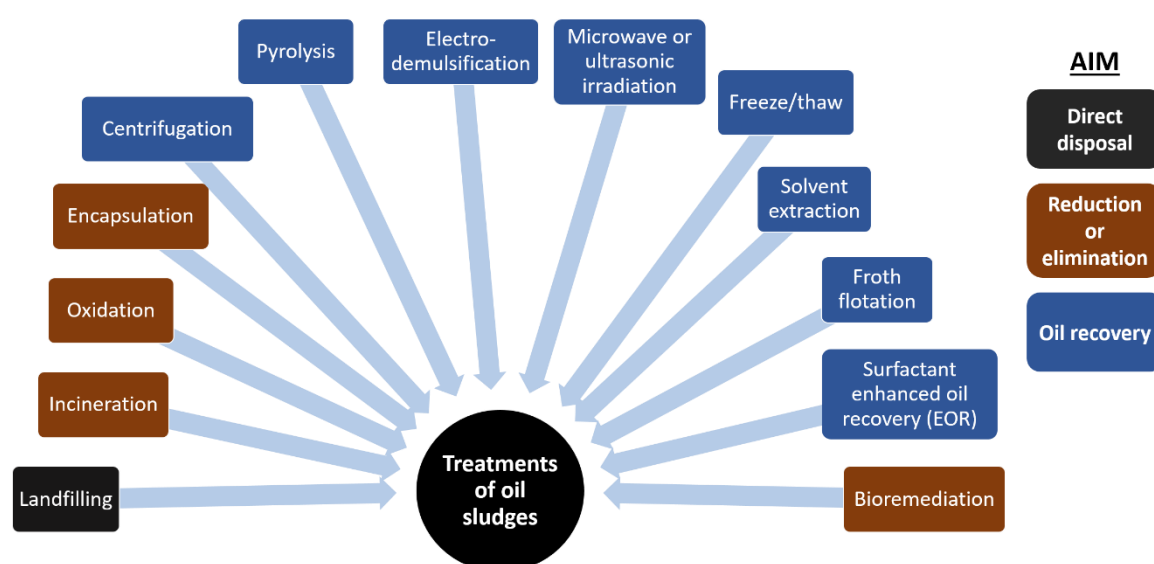 Pyrolysis
Electro-
demulsification
Microwave or
ultrasonic
irradiation
Freeze/thaw
Centrifugation
Solvent
extraction
Encapsulation
Froth
flotation
Oxidation
Surfactant
enhanced oil
recovery (EOR)
Incineration
Landfilling
Treatments
of oil
sludges
Bioremediation
AIM
Direct
disposal
Reduction
or
elimination
Oil recovery